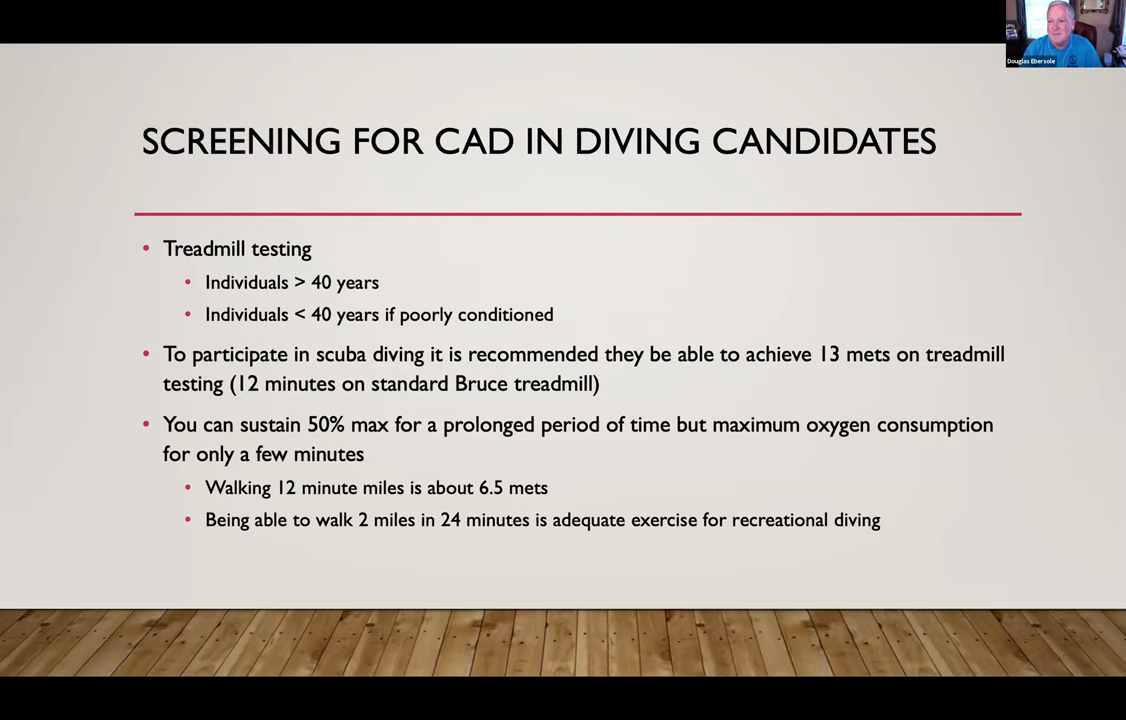 Douglas Ebersole
SCREENING FOR CAD IN DIVING CANDIDATES
• Treadmill testing
• Individuals > 40 years
• Individuals < 40 years if poorly conditioned
• To participate in scuba diving it is recommended they be able to achieve 13 mets on treadmill
testing (12 minutes on standard Bruce treadmill)
• You can sustain 50% max for a prolonged period of time but maximum oxygen consumption
for only a few minutes
• Walking 12 minute miles is about 6.5 mets
• Being able to walk 2 miles in 24 minutes is adequate exercise for recreational diving